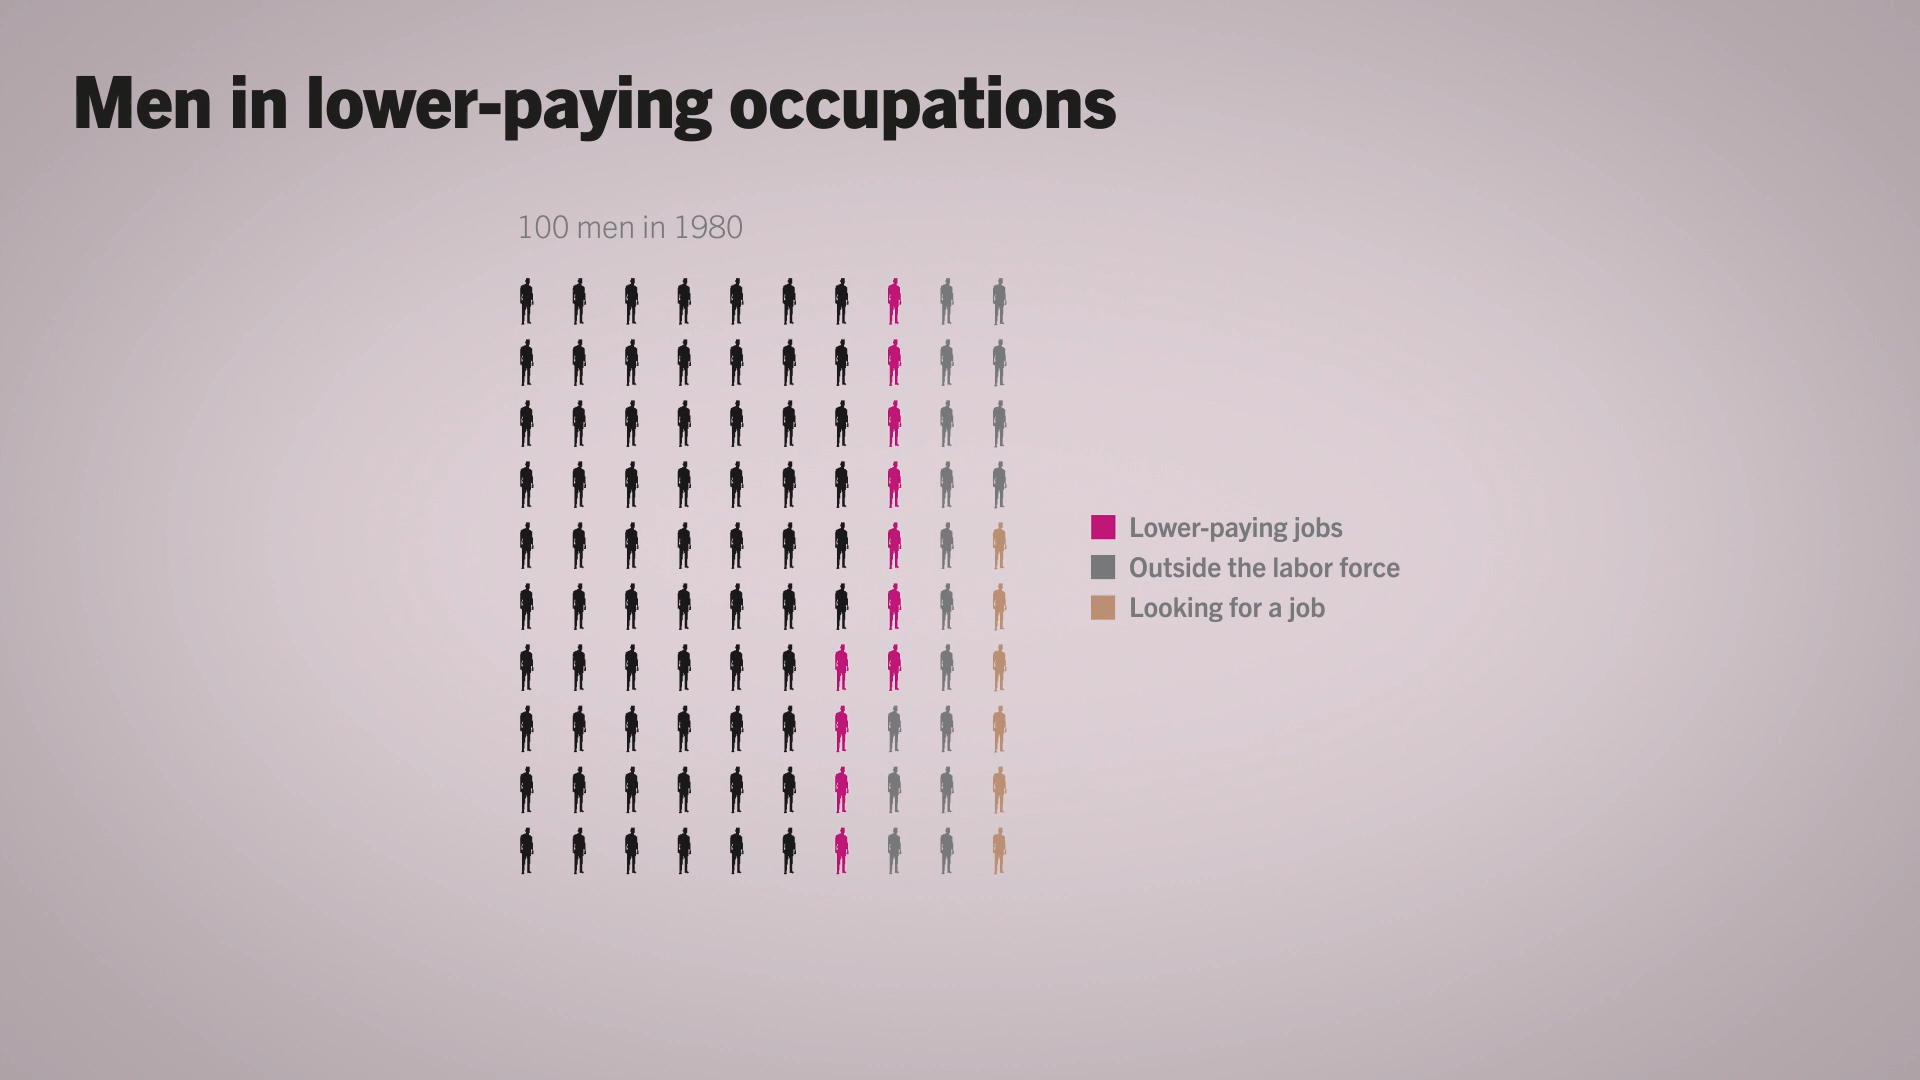 Men in lower-paying occupations
100 men in 1980
Lower-paying jobs
Outside the labor force
Looking for a job